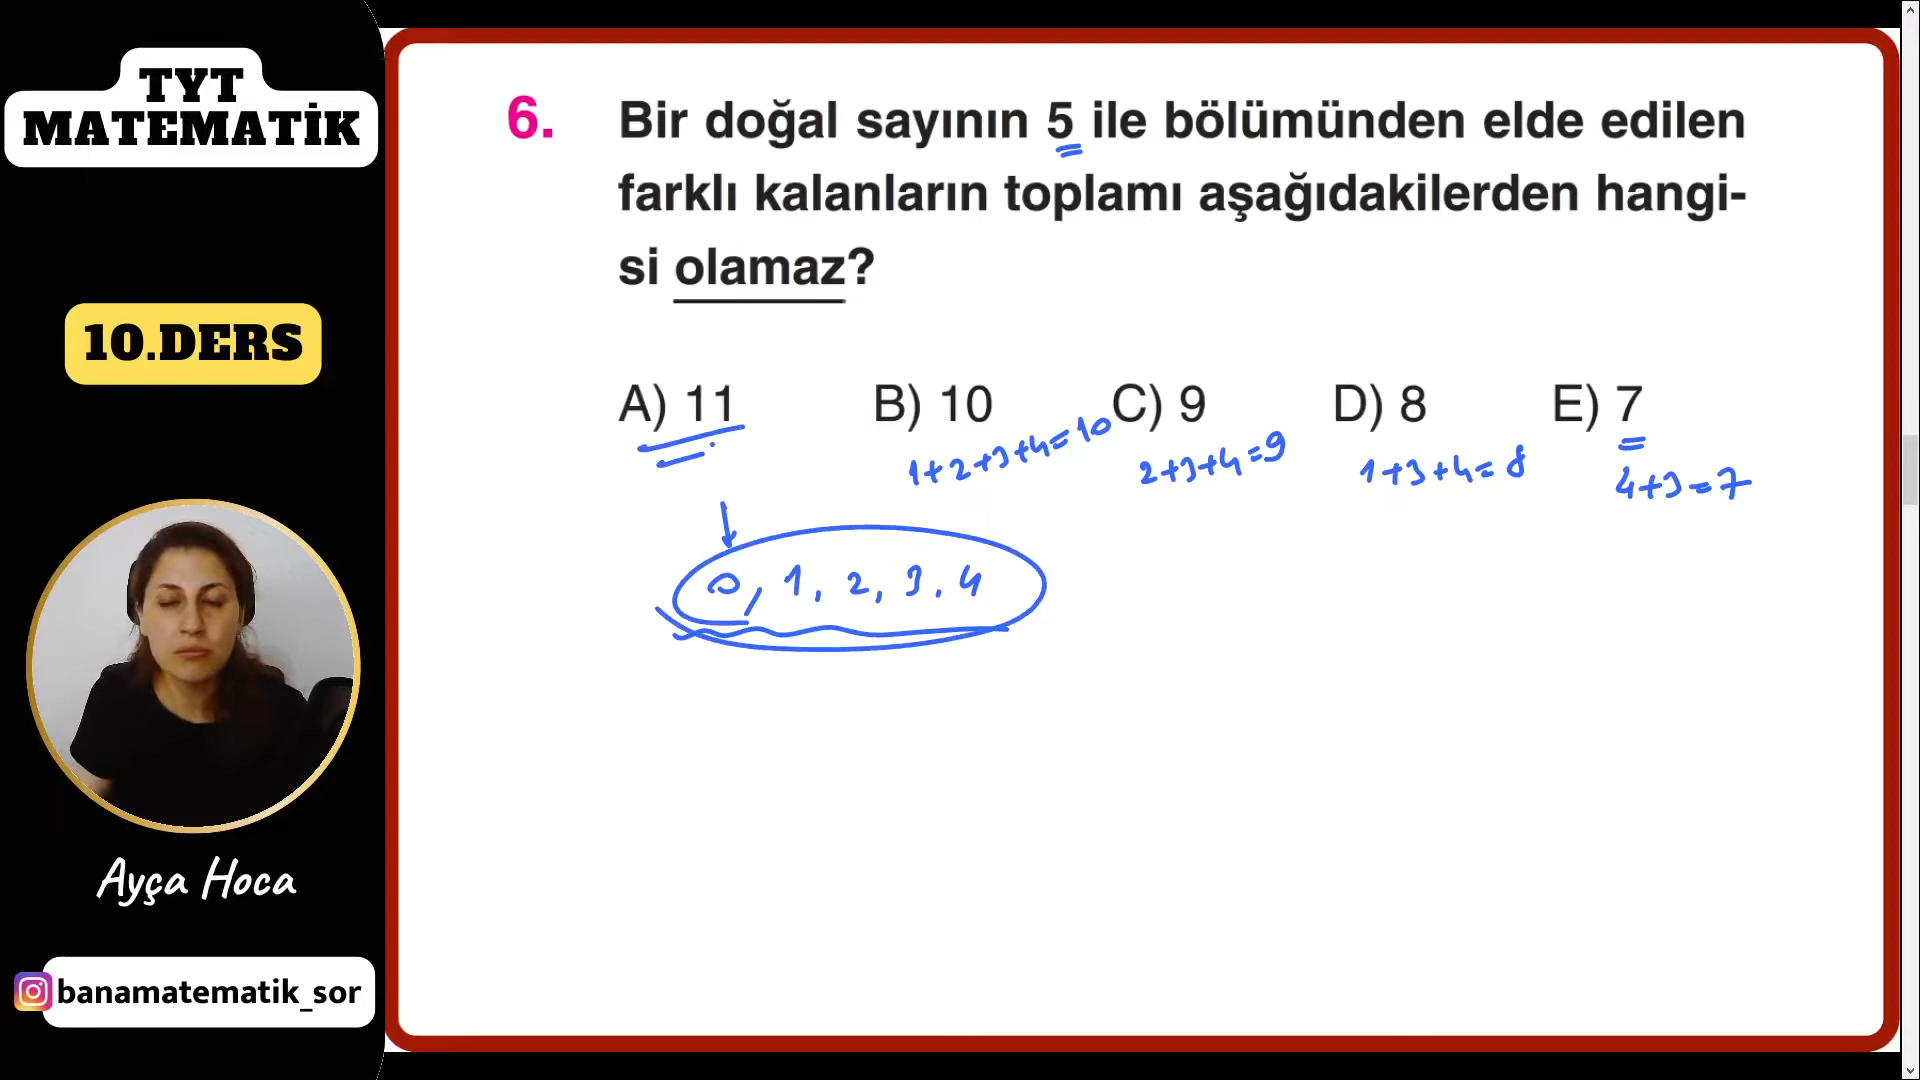 TYT
MATEMATİK
10.DERS
Ayça Hoca
banamatematik_sor
6. Bir doğal sayının 5 ile bölümünden elde edilen
farklı kalanların toplamı aşağıdakilerden hangi-
si olamaz?
A) 11 B) 10 C) 9 D) 8 E) 7
1+2+3+4=10 2+3+4=9 1+3+4=8 4+3=7
0, 1, 2, 3, 4